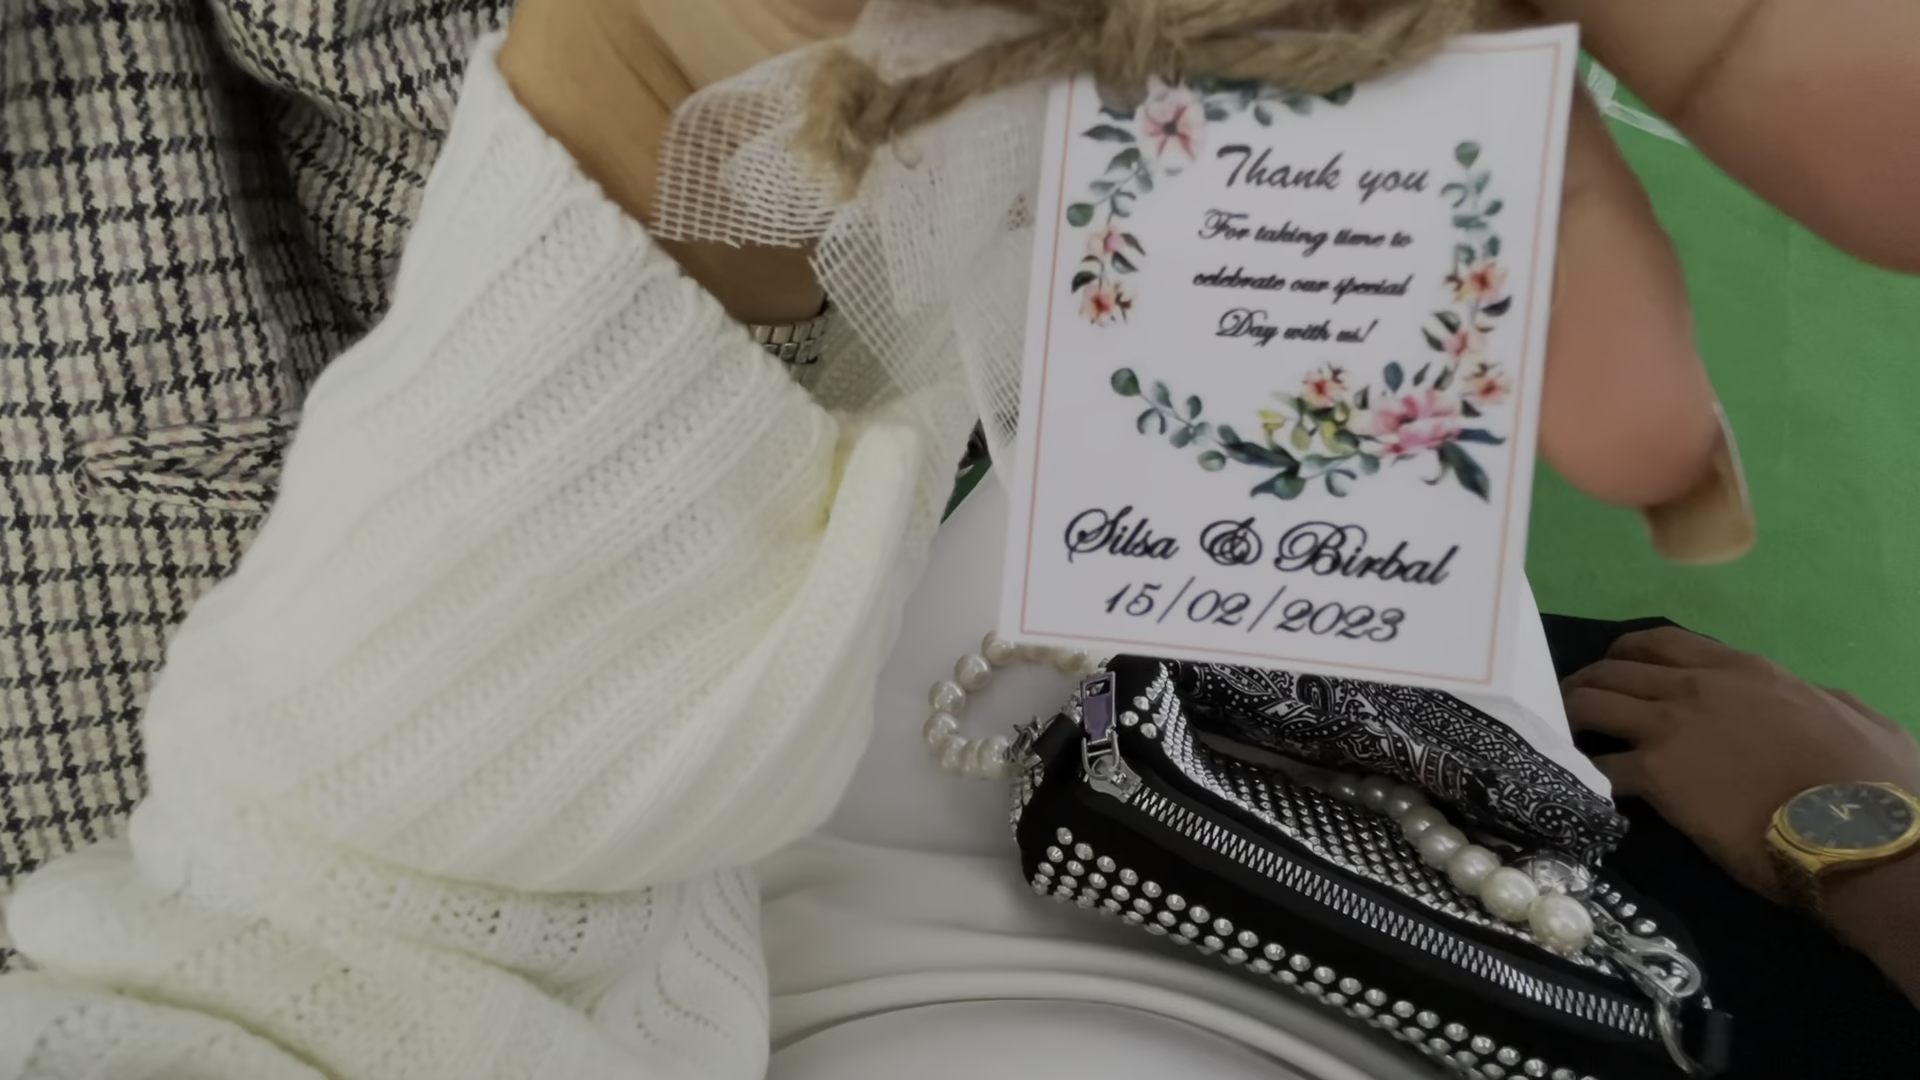 Thank you
For taking time to
celebrate our special
Day with us!
Silsa & Birbal
15/02/2023